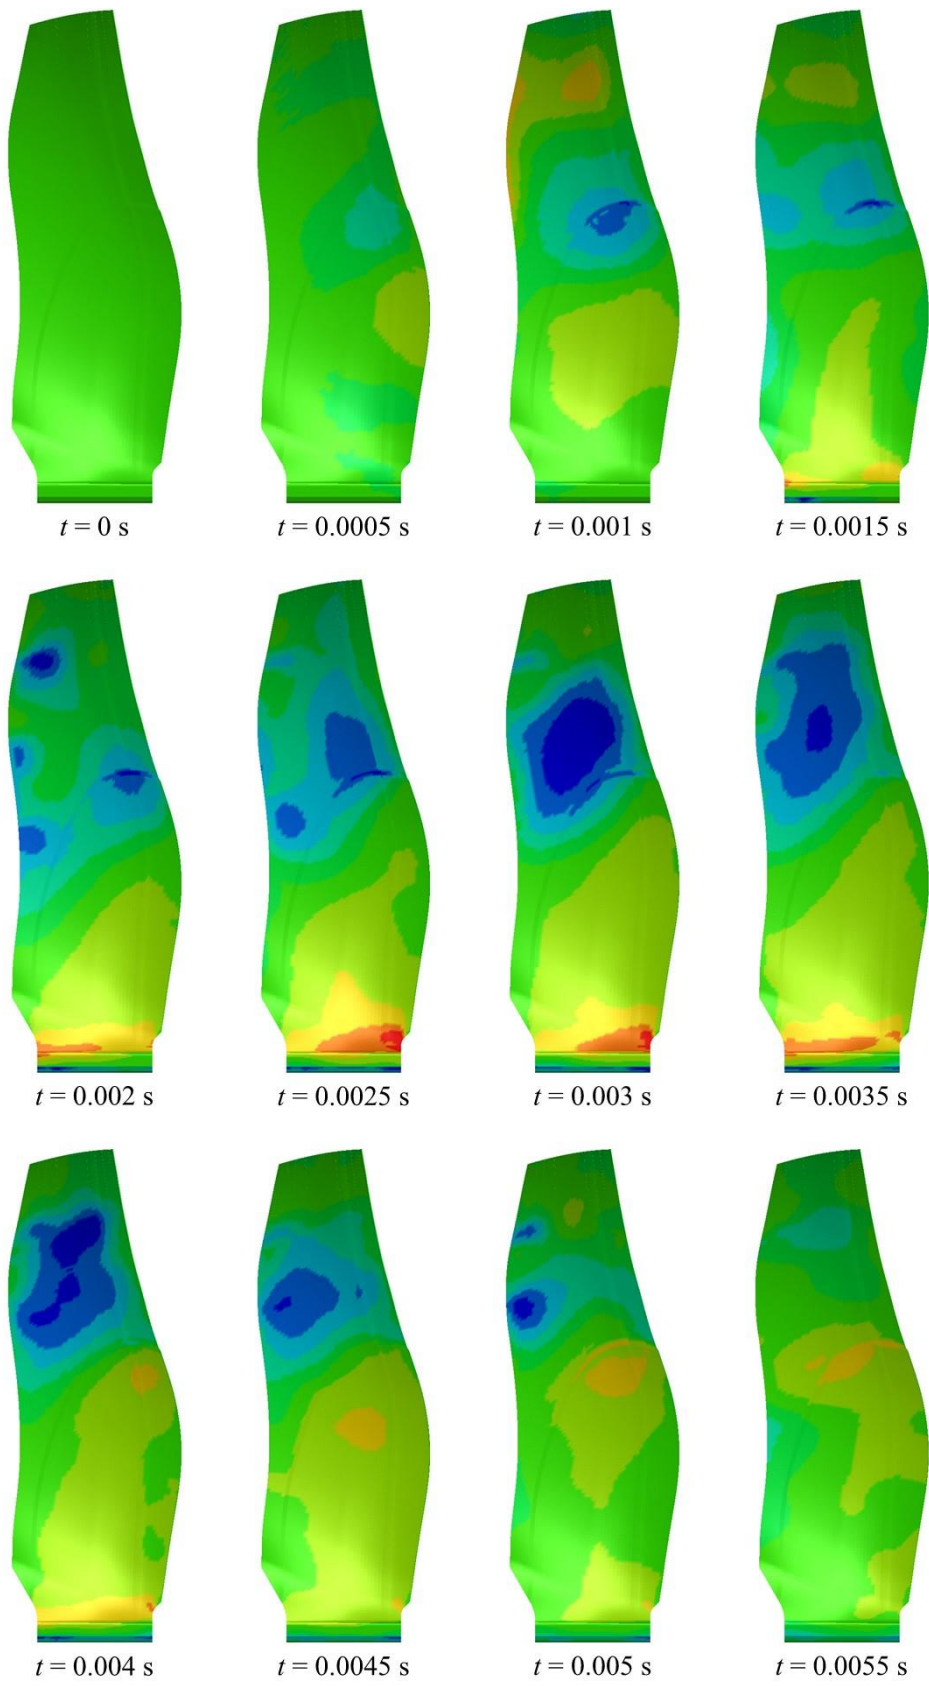 t = 0 s
t = 0.0005 s
t = 0.001 s
t = 0.0015 s
t = 0.002 s
t = 0.0025 s
t = 0.003 s
t = 0.0035 s
t = 0.004 s
t = 0.0045 s
t = 0.005 s
t = 0.0055 s